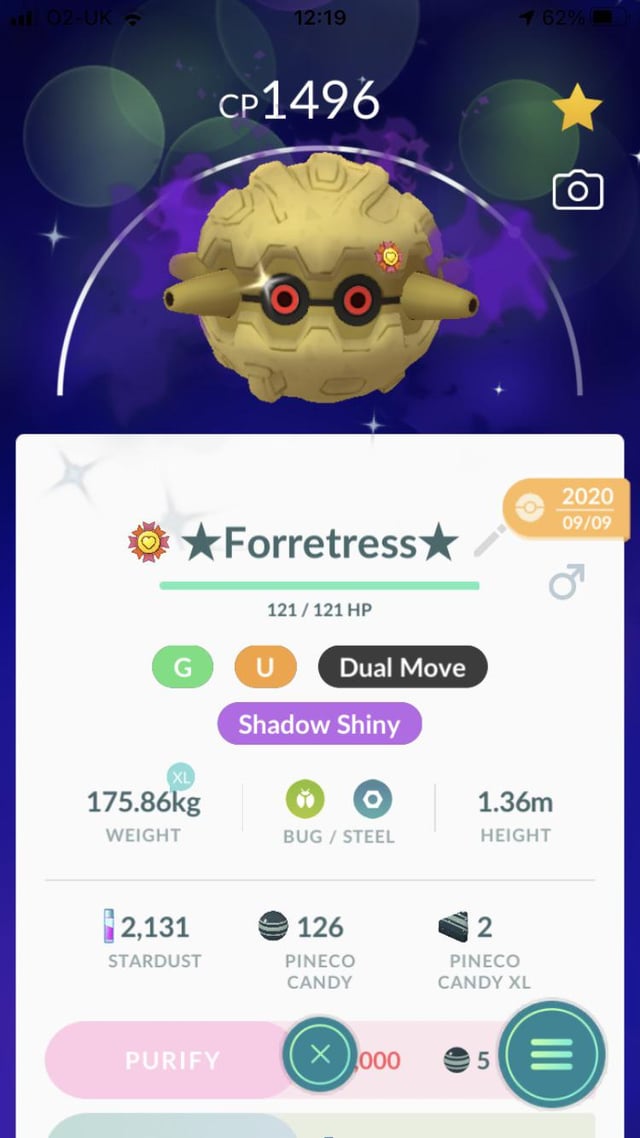 O2-UK 12:19 62%
CP1496
2020
09/09
★Forretress★
121 / 121 HP
G U Dual Move
Shadow Shiny
XL
175.86kg 1.36m
WEIGHT BUG / STEEL HEIGHT
2,131 126 2
STARDUST PINECO CANDY PINECO CANDY XL
PURIFY ,000 5